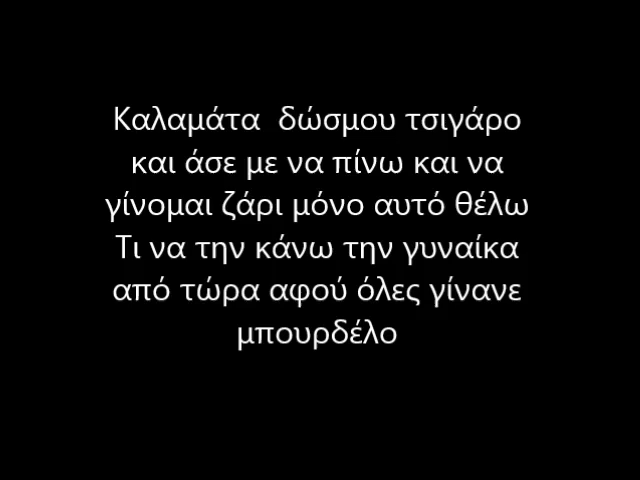 Καλαμάτα  δώσμου τσιγάρο
και άσε με να πίνω και να
γίνομαι ζάρι μόνο αυτό θέλω
Τι να την κάνω την γυναίκα
από τώρα αφού όλες γίνανε
μπουρδέλο